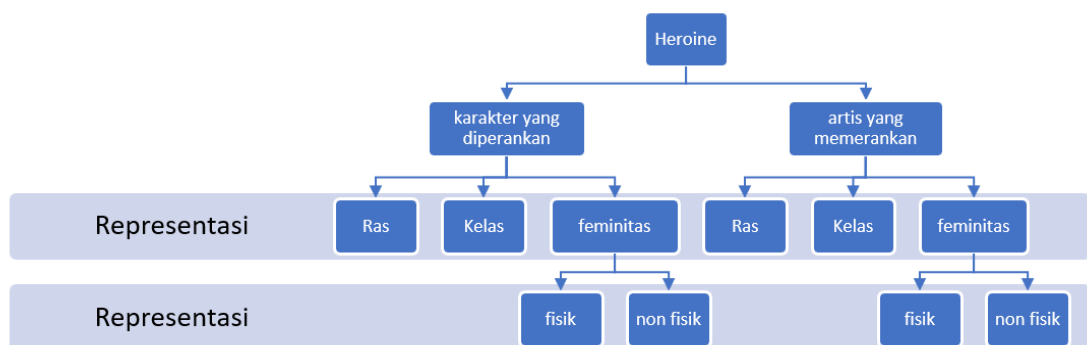 Heroine
karakter yang
diperankan
artis yang
memerankan
Representasi
Ras
Kelas
feminitas
Ras
Kelas
feminitas
Representasi
fisik
non fisik
fisik
non fisik